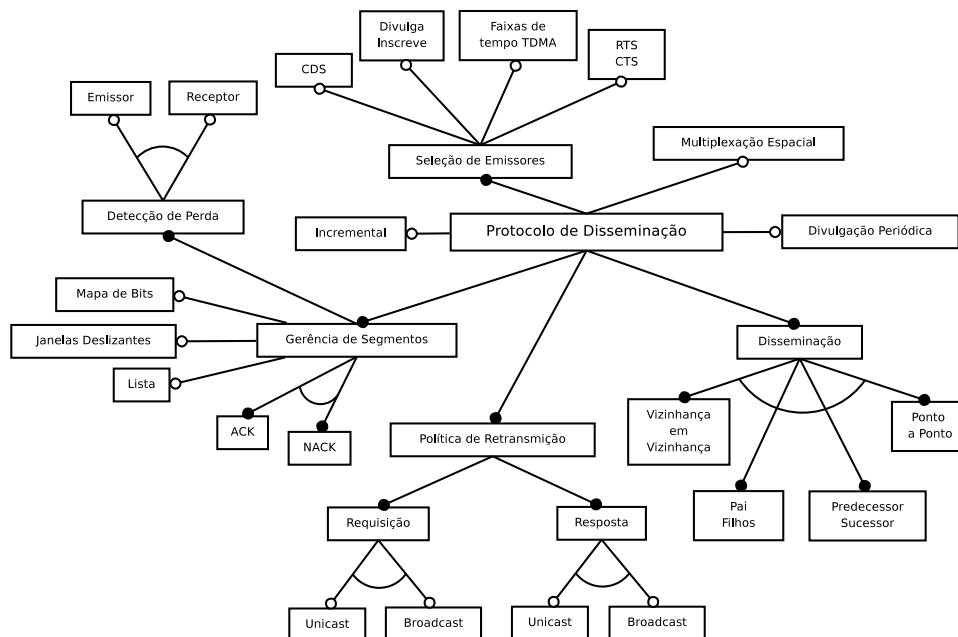 Divulga
Inscreve
Faixas de
tempo TDMA
RTS
CTS
CDS
Emissor
Receptor
Multiplexação Espacial
Seleção de Emissores
Detecção de Perda
Incremental
Protocolo de Disseminação
Divulgação Periódica
Mapa de Bits
Janelas Deslizantes
Gerência de Segmentos
Disseminação
Lista
ACK
NACK
Política de Retransmição
Vizinhança
em
Vizinhança
Ponto
a Ponto
Pai
Filhos
Predecessor
Sucessor
Requisição
Resposta
Unicast
Broadcast
Unicast
Broadcast